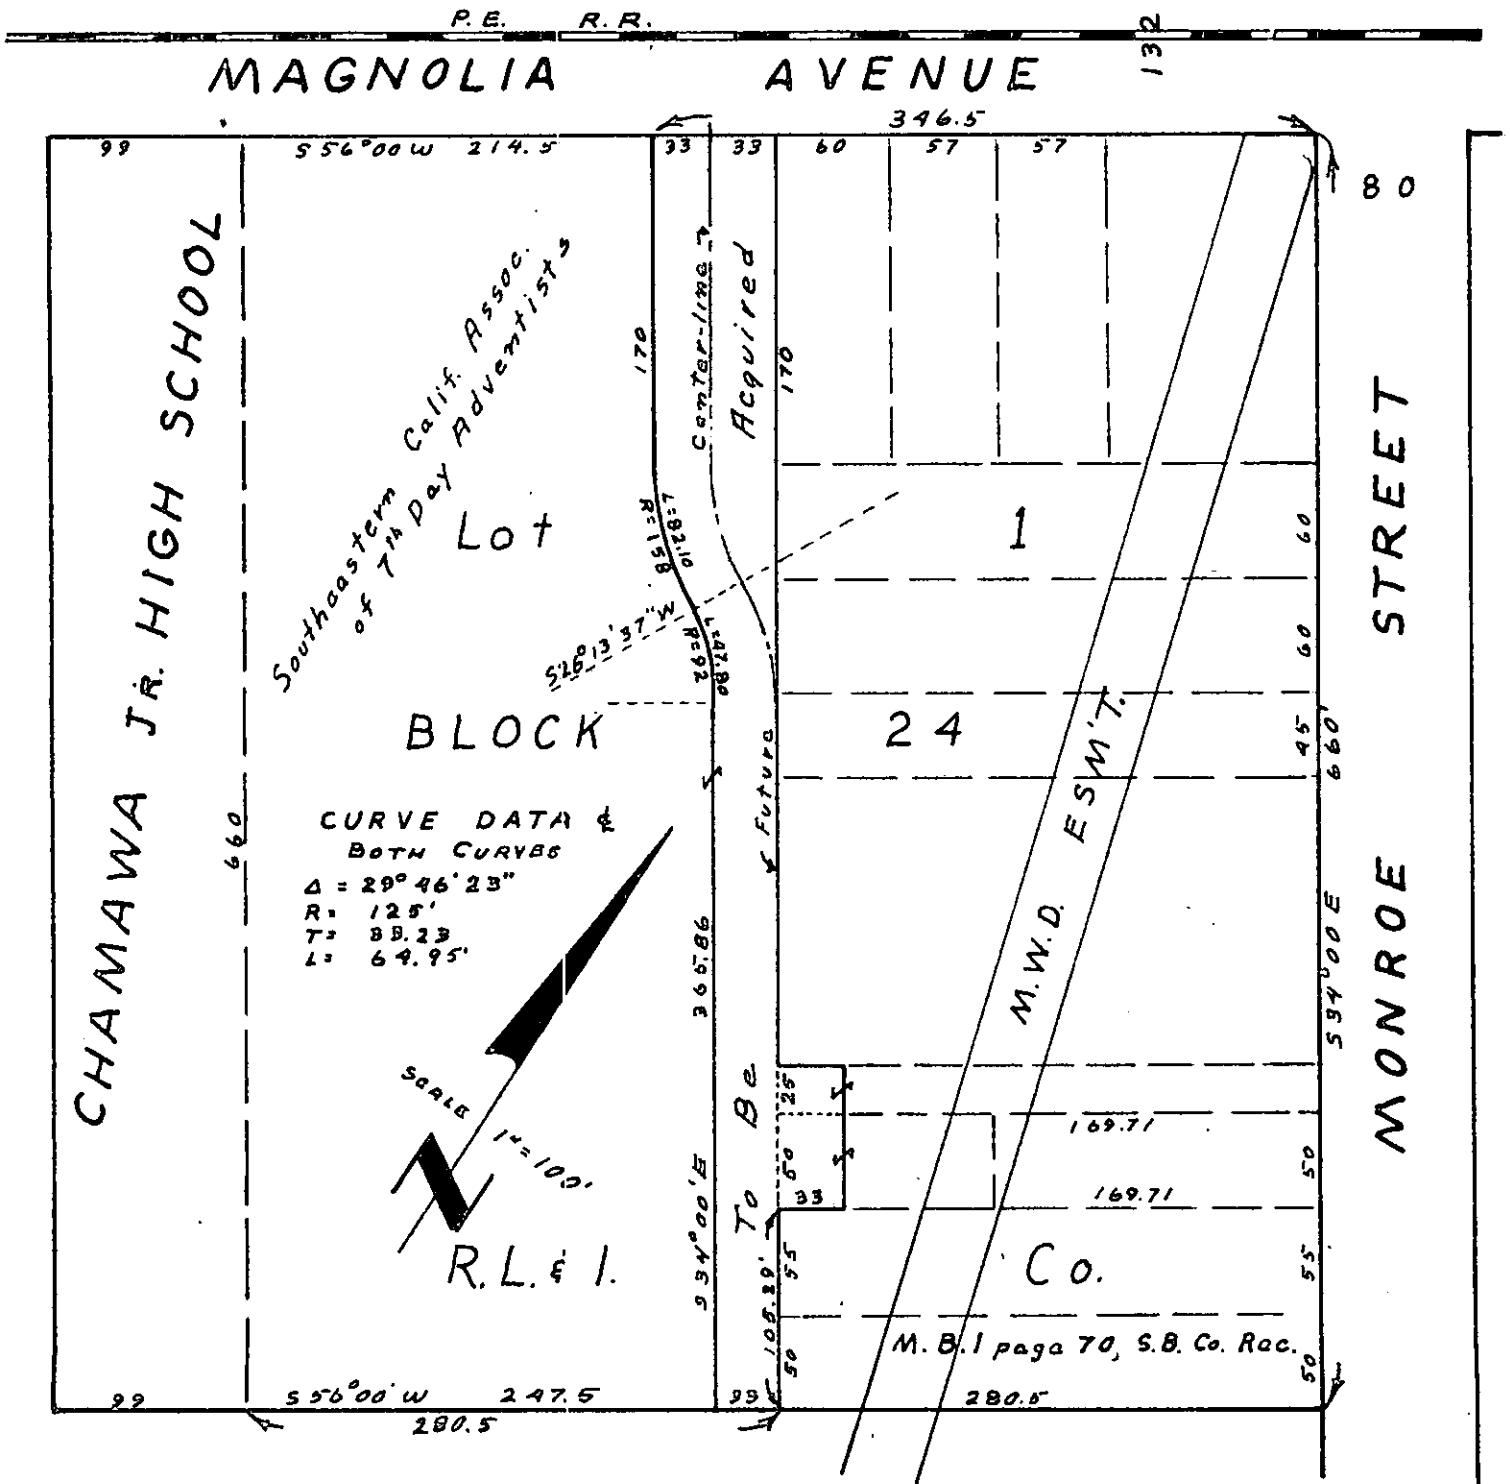 P. E. R. R.
132
MAGNOLIA AVENUE
346.5
99 S 56°00 W 214.5 33 33 60 57 57
80
CHAMAWA JR. HIGH SCHOOL
Southeastern Calif. Assoc.
of 7th Day Adventists
170
Center-line
Acquired
170
Lot
1
L=82.10
R=158
S26°13'37"W
L=47.80
R=92
60
60
STREET
BLOCK
24
45
660'
660
Future
M.W.D. ESM'T.
CURVE DATA ¢
BOTH CURVES
Δ = 29° 46' 23"
R = 125'
T = 33.23
L = 64.95'
365.86
S 34°00 E
MONROE
SCALE 1"=100'
N
To Be
25
169.71
50
50
33
169.71
S34°00'E
R.L. & I.
Co.
105.29'
55
55
M. B. 1 page 70, S.B. Co. Rec.
50
50
99 S 56°00' W 247.5 33 280.5
280.5